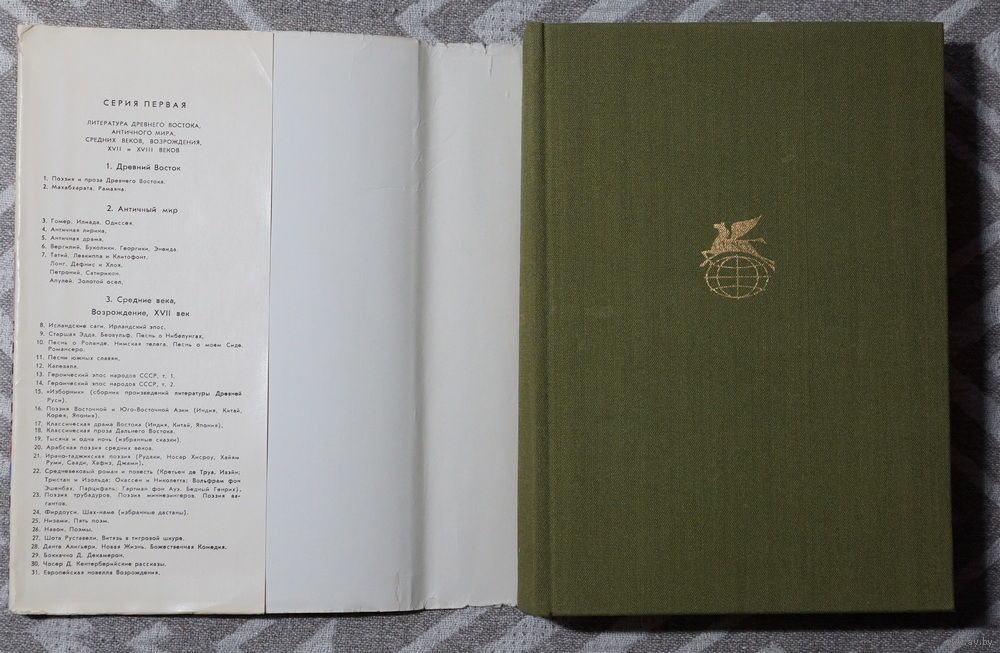 СЕРИЯ ПЕРВАЯ
ЛИТЕРАТУРА ДРЕВНЕГО ВОСТОКА,
АНТИЧНОГО МИРА,
СРЕДНИХ ВЕКОВ, ВОЗРОЖДЕНИЯ,
XVII и XVIII ВЕКОВ
1. Древний Восток
1. Поэзия и проза Древнего Востока.
2. Махабхарата. Рамаяна.
2. Античный мир
3. Гомер. Илиада. Одиссея.
4. Античная лирика.
5. Античная драма.
6. Вергилий. Буколики. Георгики. Энеида.
7. Татий. Левкиппа и Клитофонт.
Лонг. Дафнис и Хлоя.
Петроний. Сатирикон.
Апулей. Золотой осел.
3. Средние века,
Возрождение, XVII век
8. Исландские саги. Ирландский эпос.
9. Старшая Эдда. Беовульф. Песнь о Нибелунгах.
10. Песнь о Роланде. Нимская телега. Песнь о моем Сиде.
Романсеро.
11. Песни южных славян.
12. Калевала.
13. Героический эпос народов СССР, т. 1.
14. Героический эпос народов СССР, т. 2.
15. «Изборник» (сборник произведений литературы Древней
Руси).
16. Поэзия Восточной и Юго-Восточной Азии (Индия, Китай,
Корея, Япония).
17. Классическая драма Востока (Индия, Китай, Япония).
18. Классическая проза Дальнего Востока.
19. Тысяча и одна ночь (избранные сказки).
20. Арабская поэзия средних веков.
21. Ирано-таджикская поэзия (Рудаки, Носир Хисроу, Хайям
Руми, Саади, Хафиз, Джами).
22. Средневековый роман и повесть (Кретьен де Труа. Ивэйн;
Тристан и Изольда; Окассен и Николетта; Вольфрам фон
Эшенбах. Парцифаль; Гартман фон Ауэ. Бедный Генрих).
23. Поэзия трубадуров. Поэзия миннезингеров. Поэзия ва-
гантов.
24. Фирдоуси. Шах-наме (избранные дастаны).
25. Низами. Пять поэм.
26. Навои. Поэмы.
27. Шота Руставели. Витязь в тигровой шкуре.
28. Данте Алигьери. Новая Жизнь. Божественная Комедия.
29. Боккаччо Д. Декамерон.
30. Чосер Д. Кентерберийские рассказы.
31. Европейская новелла Возрождения.